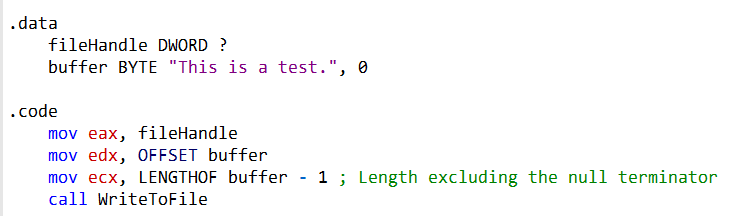 .data
    fileHandle DWORD ?
    buffer BYTE "This is a test.", 0

.code
    mov eax, fileHandle
    mov edx, OFFSET buffer
    mov ecx, LENGTHOF buffer - 1 ; Length excluding the null terminator
    call WriteToFile